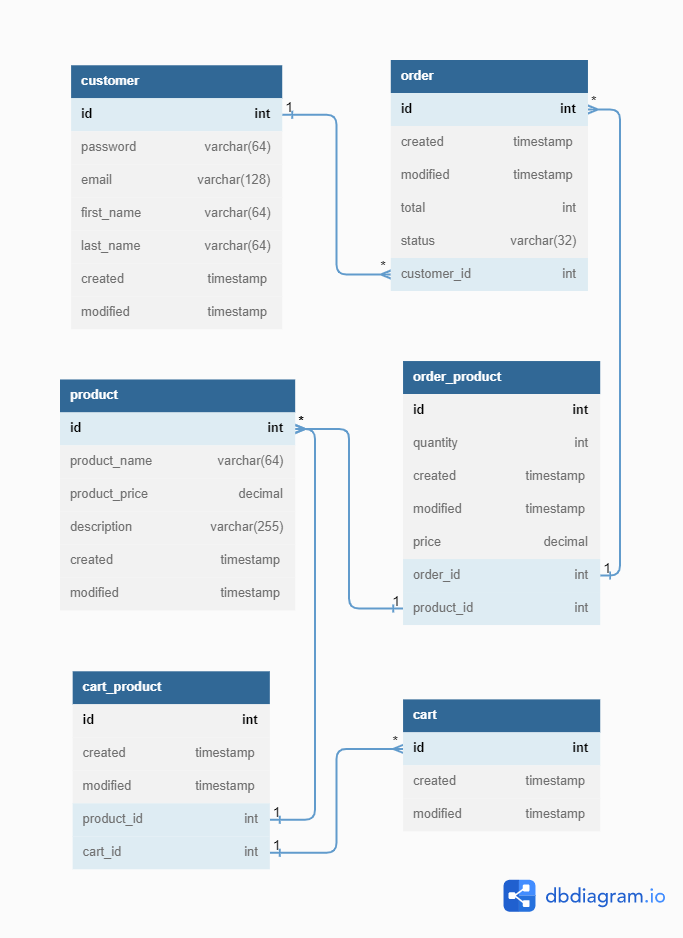 customer
id int
password varchar(64)
email varchar(128)
first_name varchar(64)
last_name varchar(64)
created timestamp
modified timestamp
1
order
id int
created timestamp
modified timestamp
total int
status varchar(32)
customer_id int
*
*
product
id int
product_name varchar(64)
product_price decimal
description varchar(255)
created timestamp
modified timestamp
*
order_product
id int
quantity int
created timestamp
modified timestamp
price decimal
order_id int
product_id int
1
1
cart_product
id int
created timestamp
modified timestamp
product_id int
cart_id int
1
1
cart
id int
created timestamp
modified timestamp
*
dbdiagram.io